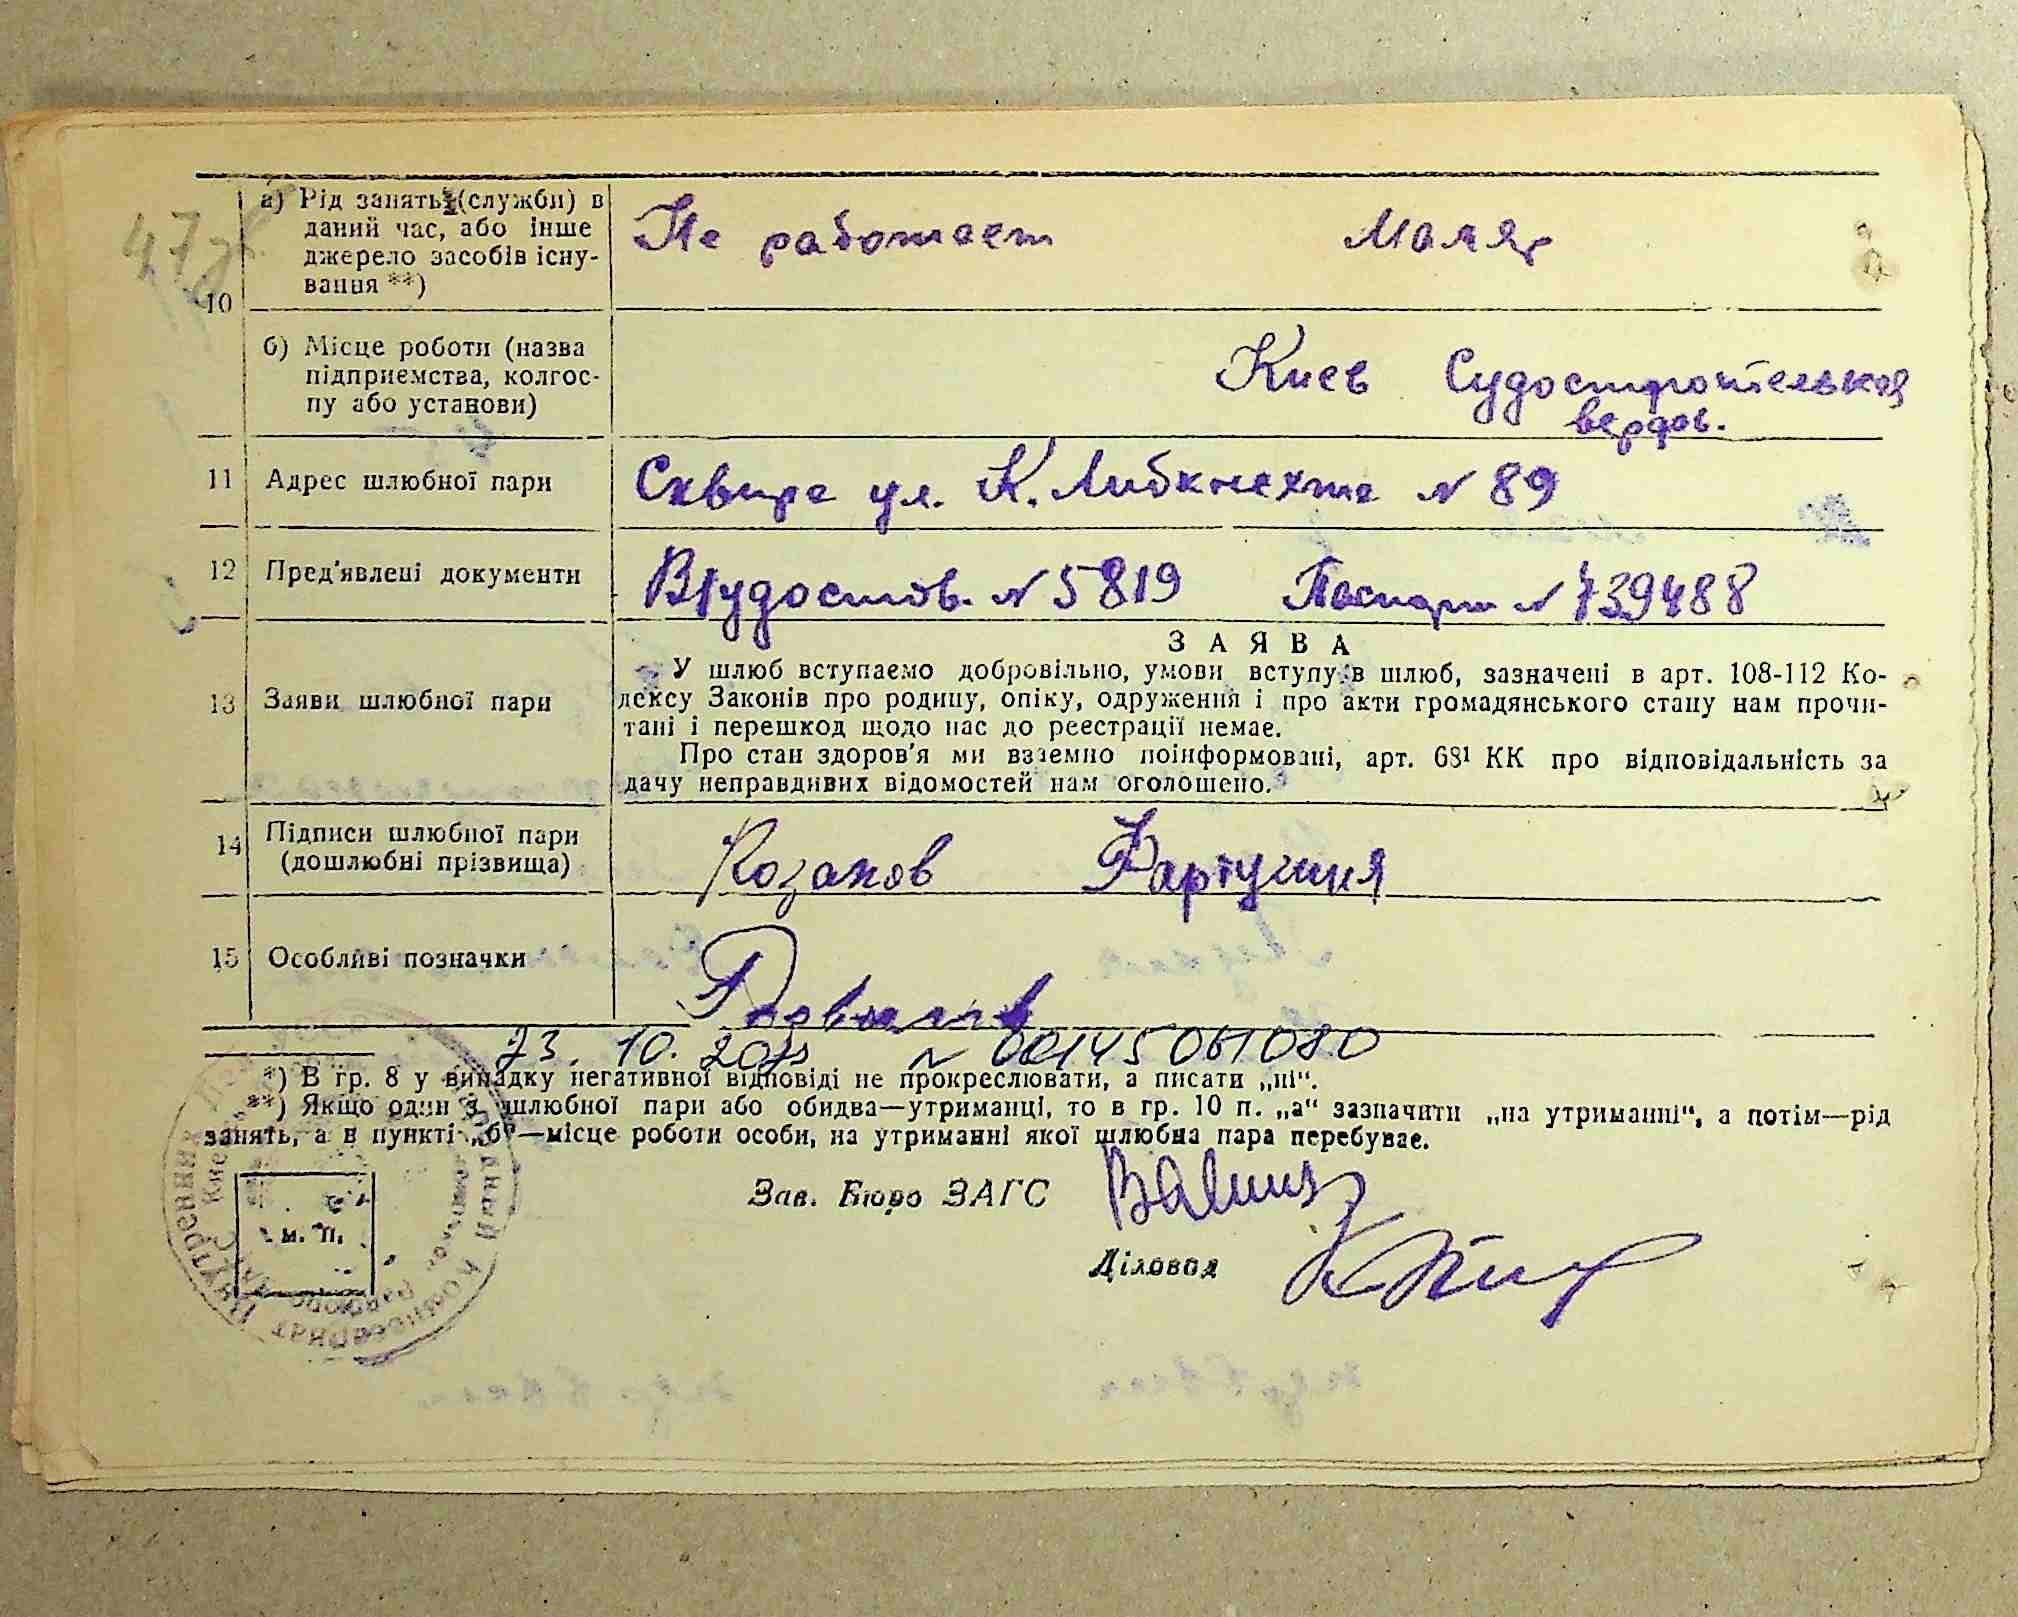 а) Рід занять (служби) в
даний час, або інше
джерело засобів існу-
вання **)
Не работает Маляр
10
б) Місце роботи (назва
підприємства, колгос-
пу або установи)
Киев Судостроительная
верфь.
11 Адрес шлюбної пари
Сквира ул. К. Либкнехта № 89
12 Пред'явлені документи
Вр/удостов. № 5819 Паспорт № 739488
13 Заяви шлюбної пари
ЗАЯВА
У шлюб вступаємо добровільно, умови вступу в шлюб, зазначені в арт. 108-112 Ко-
дексу Законів про родину, опіку, одруження і про акти громадянського стану нам прочи-
тані і перешкод щодо нас до реєстрації немає.
Про стан здоров'я ми взаємно поінформовані, арт. 68¹ КК про відповідальність за
дачу неправдивих відомостей нам оголошено.
14 Підписи шлюбної пари
(дошлюбні прізвища)
Козаков
15 Особливі позначки
23. 10. № 00145061080
*) В гр. 8 у випадку негативної відповіді не прокреслювати, а писати „ні“.
**) Якщо один з шлюбної пари або обидва—утриманці, то в гр. 10 п. „а“ зазначити „на утриманні“, а потім—рід
занять, а в пункті „б“—місце роботи особи, на утриманні якої шлюбна пара перебуває.
Зав. Бюро ЗАГС
м. п.
Діловод